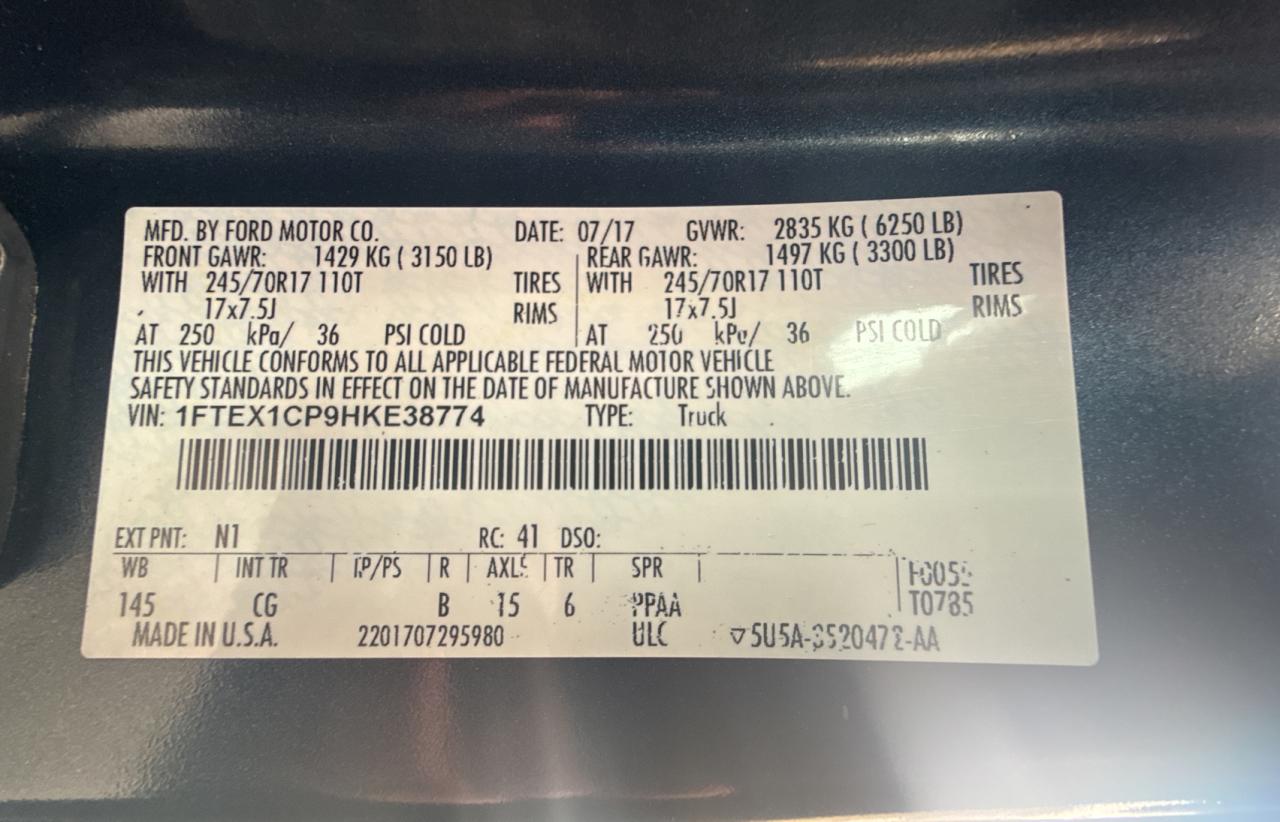 MFD. BY FORD MOTOR CO. DATE: 07/17 GVWR: 2835 KG ( 6250 LB)
FRONT GAWR: 1429 KG ( 3150 LB) REAR GAWR: 1497 KG ( 3300 LB)
WITH 245/70R17 110T TIRES WITH 245/70R17 110T TIRES
17x7.5J RIMS 17x7.5J RIMS
AT 250 kPa/ 36 PSI COLD AT 250 kPa/ 36 PSI COLD
THIS VEHICLE CONFORMS TO ALL APPLICABLE FEDERAL MOTOR VEHICLE
SAFETY STANDARDS IN EFFECT ON THE DATE OF MANUFACTURE SHOWN ABOVE.
VIN: 1FTEX1CP9HKE38774 TYPE: Truck
EXT PNT: N1 RC: 41 DSO:
WB INT TR TP/PS R AXLE TR SPR
145 CG B 15 6 PPAA T0785
MADE IN U.S.A. 2201707295980 ULC